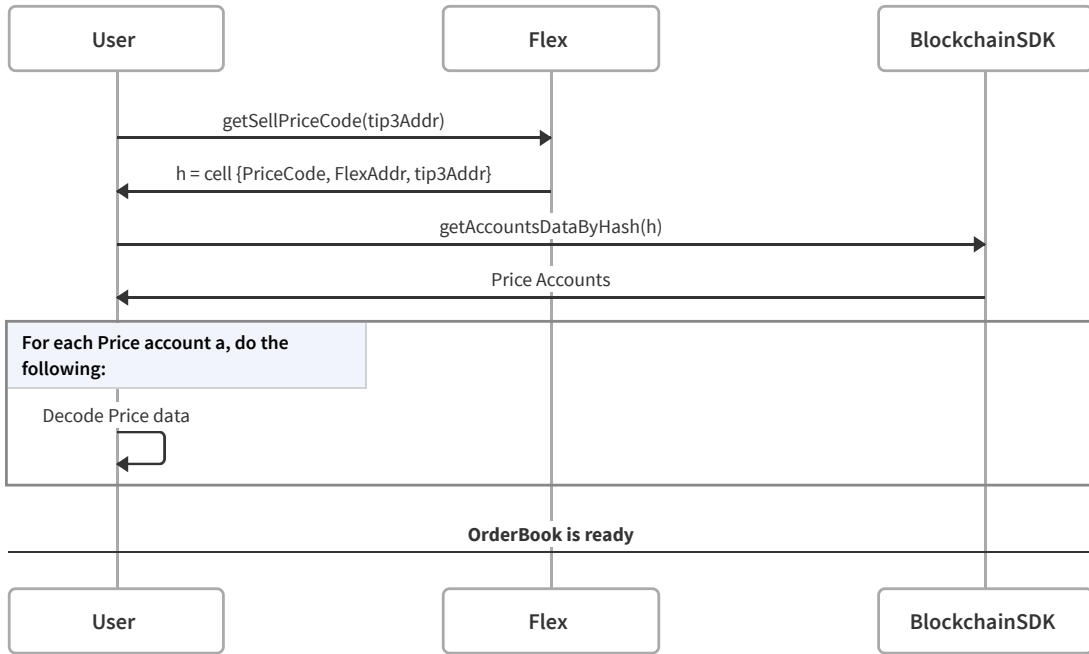 User Flex BlockchainSDK
getSellPriceCode(tip3Addr)
h = cell {PriceCode, FlexAddr, tip3Addr}
getAccountsDataByHash(h)
Price Accounts
For each Price account a, do the
following:
Decode Price data
OrderBook is ready
User Flex BlockchainSDK